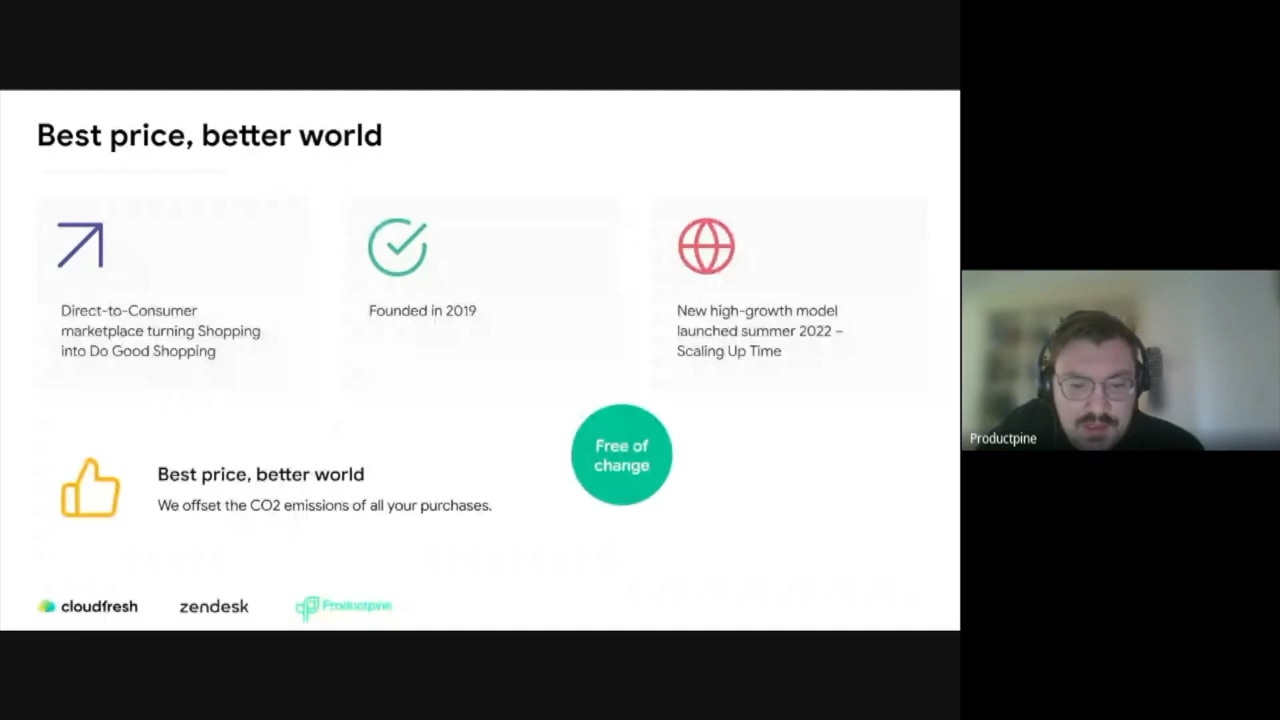 Best price, better world
Direct-to-Consumer
marketplace turning Shopping
into Do Good Shopping
Founded in 2019
New high-growth model
launched summer 2022 –
Scaling Up Time
Free of
change
Best price, better world
We offset the CO2 emissions of all your purchases.
cloudfresh
zendesk
Productpine
Productpine